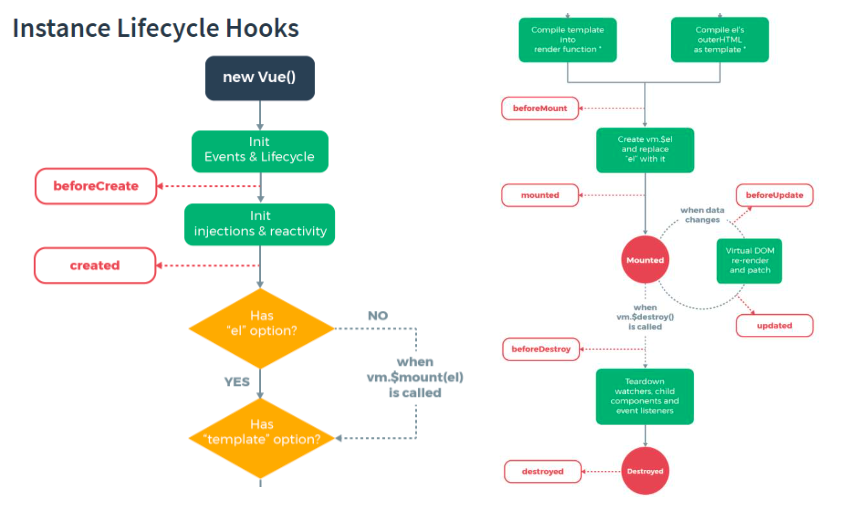 Instance Lifecycle Hooks
new Vue()
Init
Events & Lifecycle
beforeCreate
Init
injections & reactivity
created
Has
"el" option?
NO
YES
when
vm.$mount(el)
is called
Has
"template" option?
Compile template
into
render function *
Compile el's
outerHTML
as template *
beforeMount
Create vm.$el
and replace
"el" with it
mounted
when data
changes
beforeUpdate
Mounted
Virtual DOM
re-render
and patch
updated
when
vm.$destroy()
is called
beforeDestroy
Teardown
watchers, child
components and
event listeners
destroyed
Destroyed